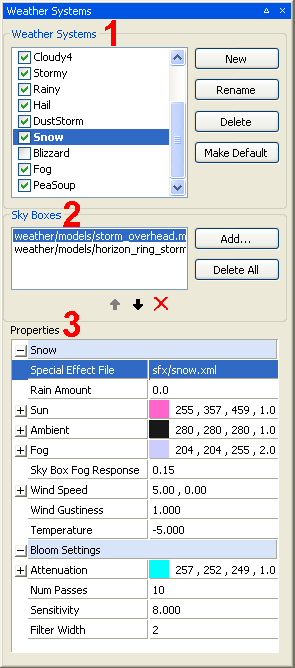 Weather Systems
Weather Systems 1
Cloudy4
Stormy
Rainy
Hail
DustStorm
Snow
Blizzard
Fog
PeaSoup
New
Rename
Delete
Make Default
Sky Boxes 2
weather/models/storm_overhead.m
weather/models/horizon_ring_storm
Add...
Delete All
Properties 3
Snow
Special Effect File sfx/snow.xml
Rain Amount 0.0
Sun 255 , 357 , 459 , 1.0
Ambient 280 , 280 , 280 , 1.0
Fog 204 , 204 , 255 , 2.0
Sky Box Fog Response 0.15
Wind Speed 5.00 , 0.00
Wind Gustiness 1.000
Temperature -5.000
Bloom Settings
Attenuation 257 , 252 , 249 , 1.0
Num Passes 10
Sensitivity 8.000
Filter Width 2